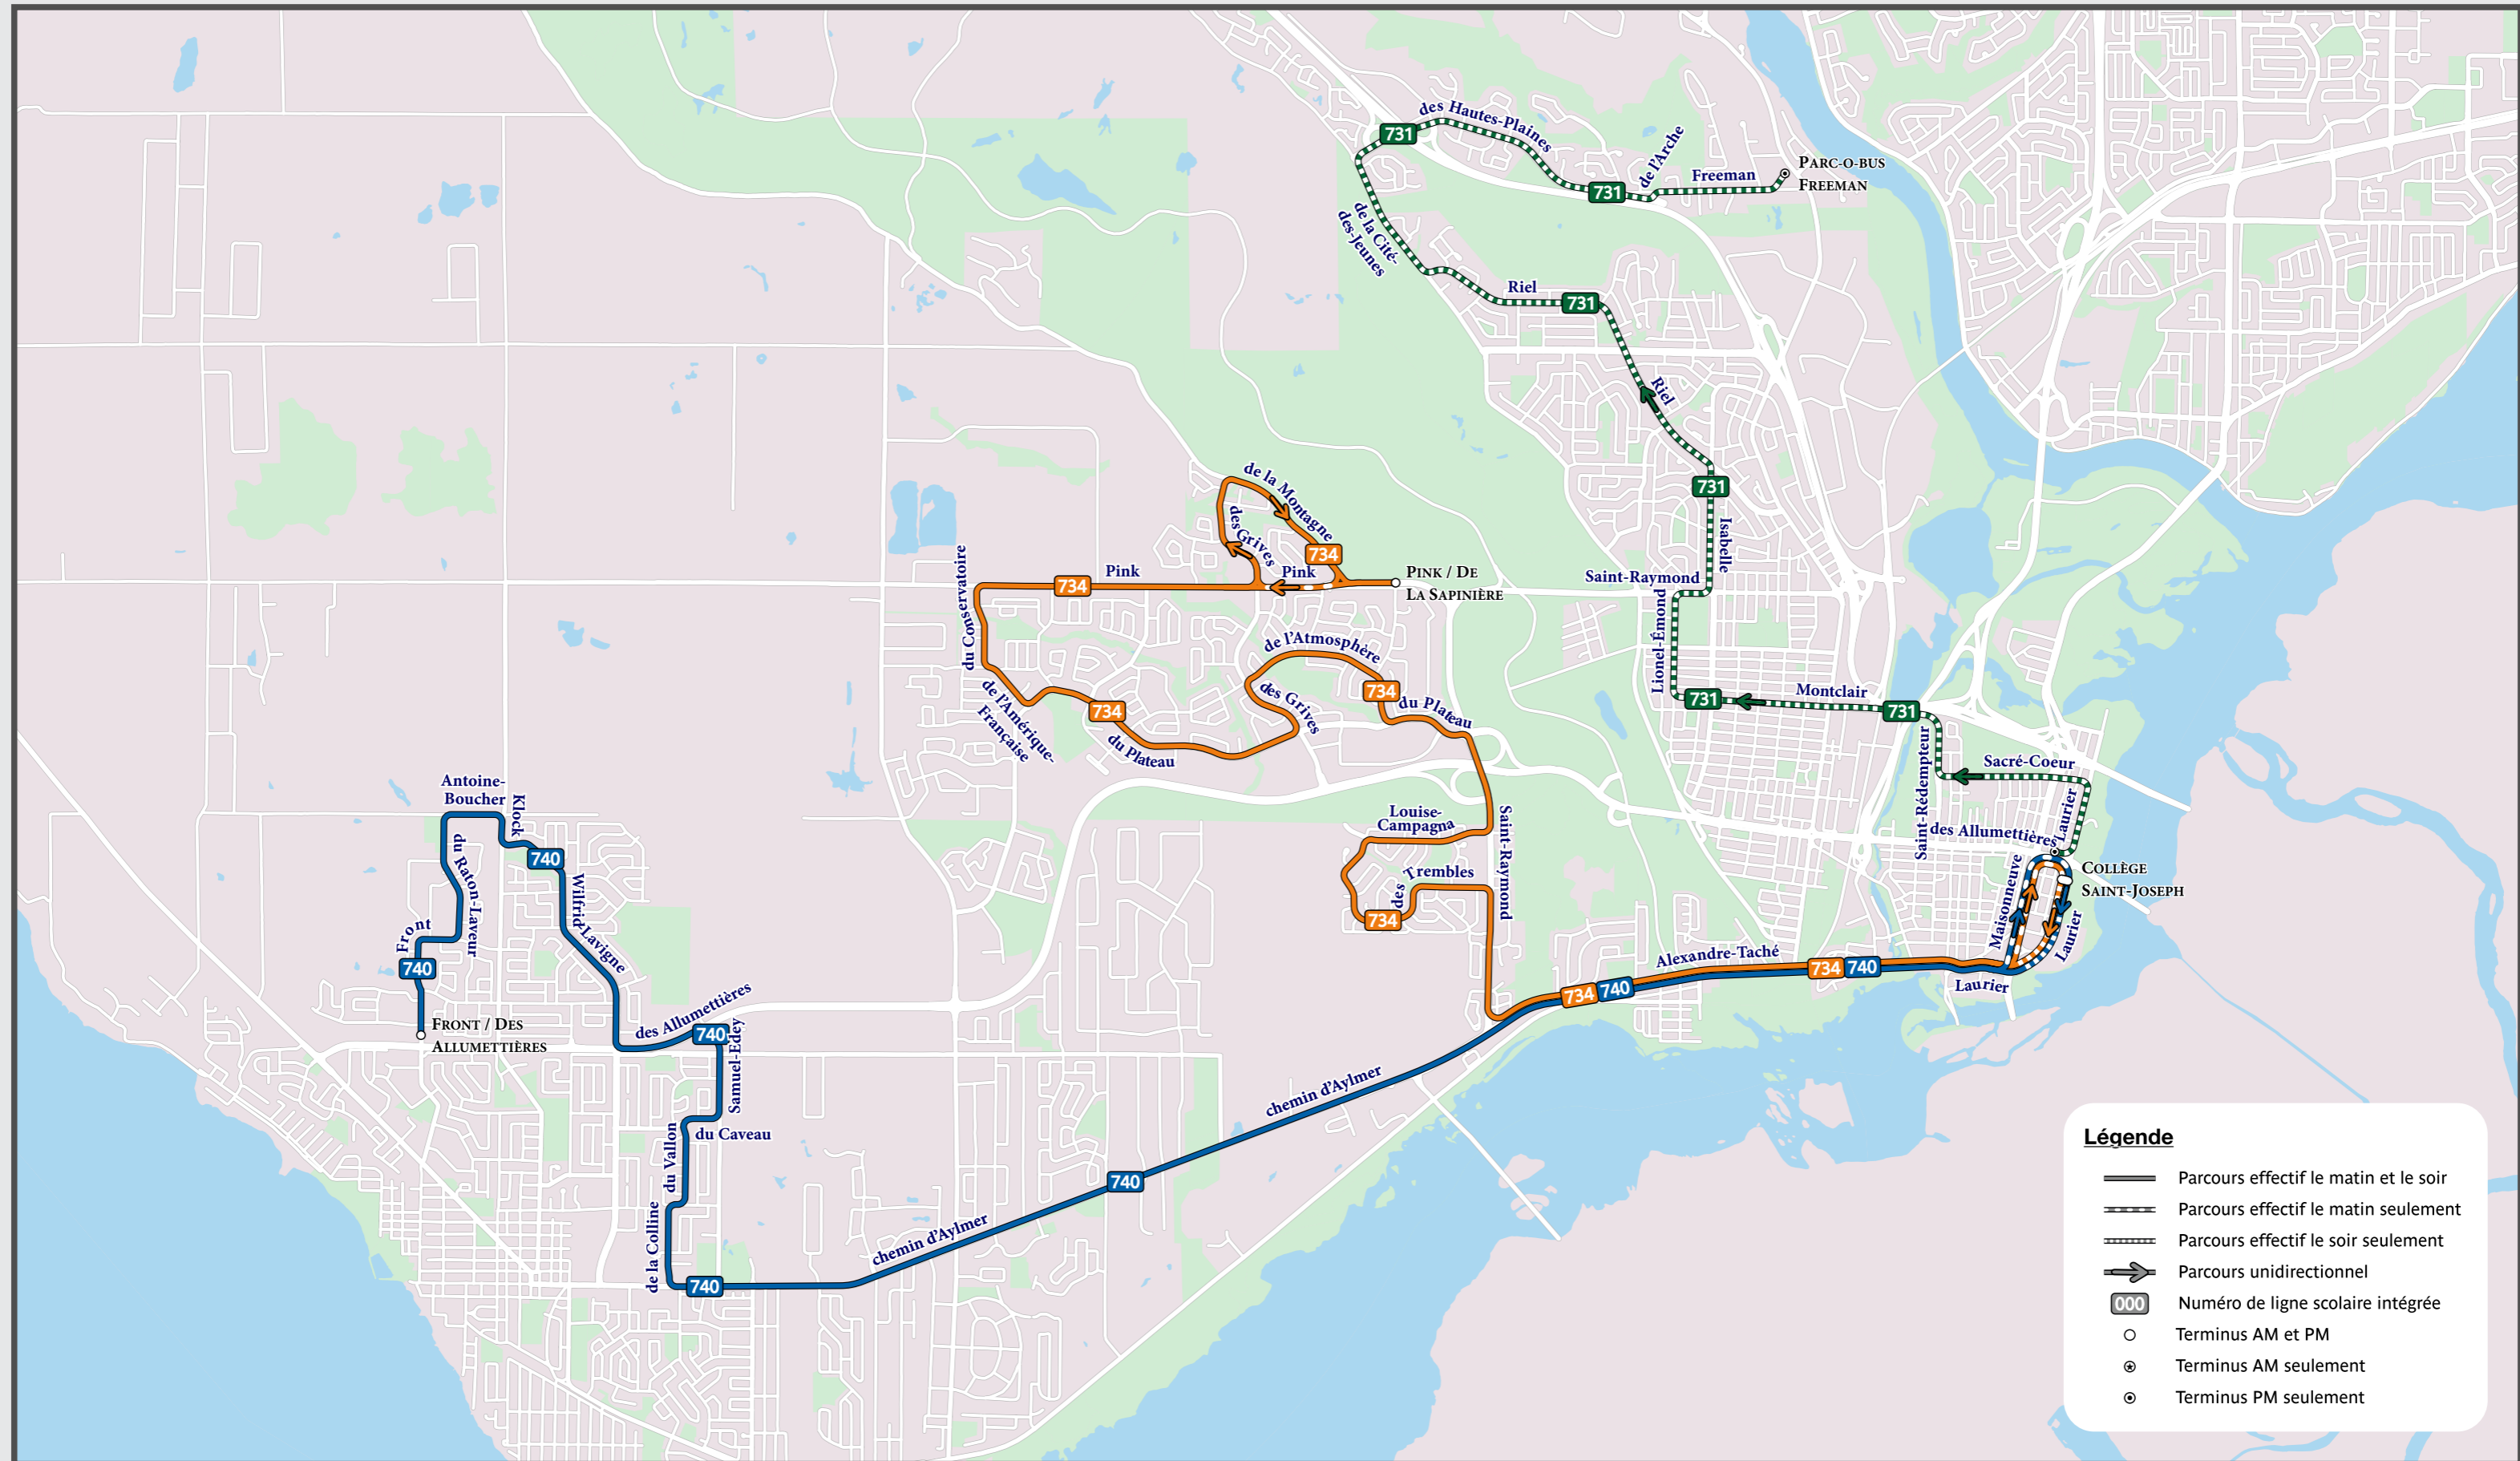 des Hautes-Plaines
731
de l'Arche
PARC-O-BUS
FREEMAN
Freeman
731
de la Cité-
des-Jeunes
Riel
731
Riel
731
Isabelle
Saint-Raymond
Lionel-Émond
731
Montclair
731
Saint-Rédempteur
Sacré-Coeur
Laurier
des Allumettières
COLLÈGE
SAINT-JOSEPH
Maisonneuve
Laurier
Laurier
de la Montagne
des Grives
734
Pink
734
Pink
PINK / DE
LA SAPINIÈRE
du Conservatoire
de l'Amérique-
Française
734
du Plateau
des Grives
de l'Atmosphère
734
du Plateau
Saint-Raymond
Louise-
Campagna
des Trembles
734
Alexandre-Taché
734
740
734
740
Antoine-
Boucher
Klock
740
du Raton-Laveur
Wilfrid-Lavigne
Front
740
FRONT / DES
ALLUMETTIÈRES
des Allumettières
740
Samuel-Edey
du Caveau
du Vallon
de la Colline
740
chemin d'Aylmer
740
chemin d'Aylmer
Légende
Parcours effectif le matin et le soir
Parcours effectif le matin seulement
Parcours effectif le soir seulement
Parcours unidirectionnel
000 Numéro de ligne scolaire intégrée
Terminus AM et PM
Terminus AM seulement
Terminus PM seulement